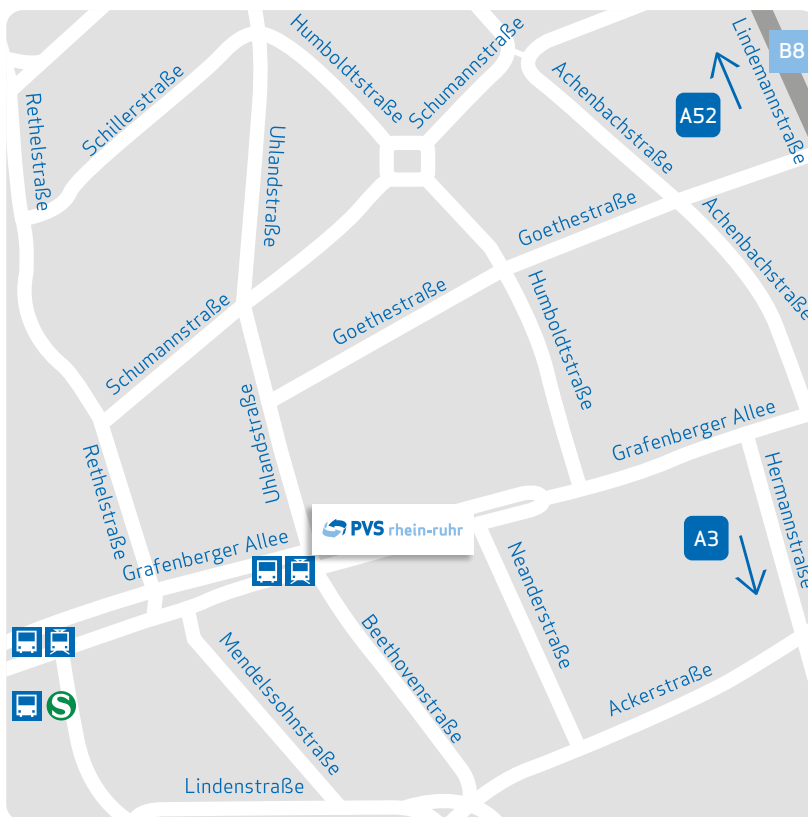 Humboldtstraße
Schumannstraße
Lindemannstraße
B8
A52
Achenbachstraße
Schillerstraße
Rethelstraße
Uhlandstraße
Goethestraße
Achenbachstraße
Goethestraße
Humboldtstraße
Schumannstraße
Uhlandstraße
Grafenberger Allee
Rethelstraße
Hermannstraße
PVS rhein-ruhr
A3
Grafenberger Allee
Neanderstraße
Beethovenstraße
Mendelssohnstraße
Ackerstraße
S
Lindenstraße